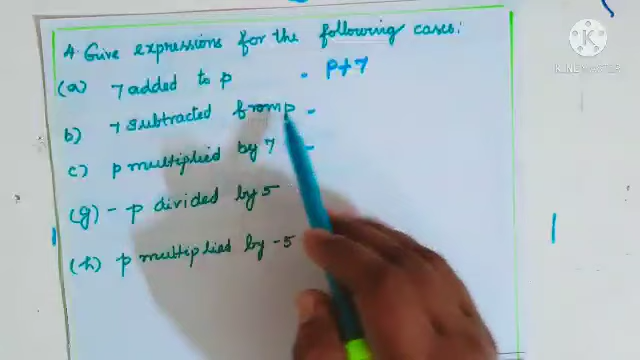 4. Give expressions for the following cases:
(a) 7 added to p - p+7
b) 7 subtracted from p -
c) p multiplied by 7 -
(g) - p divided by 5
(h) p multiplied by -5
KINEMASTER